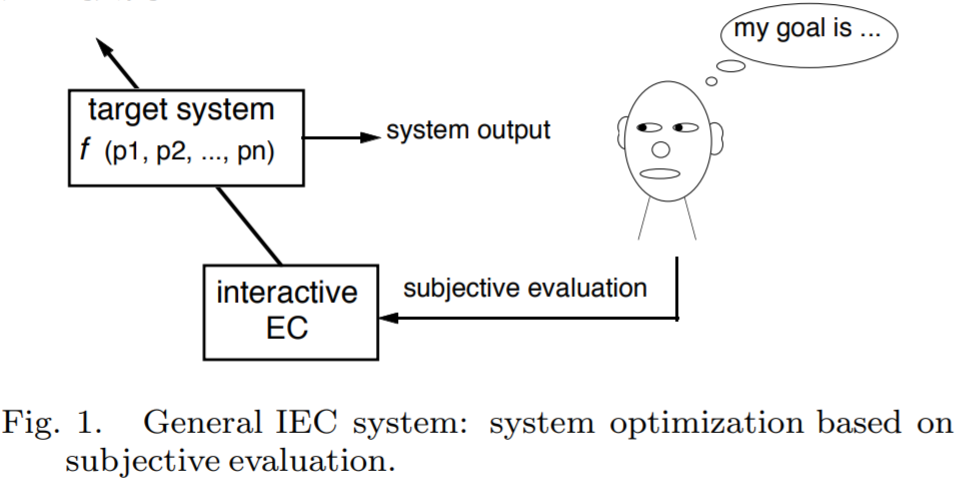 my goal is ...
target system
f (p1, p2, ..., pn)
system output
interactive
EC
subjective evaluation
Fig. 1. General IEC system: system optimization based on
subjective evaluation.